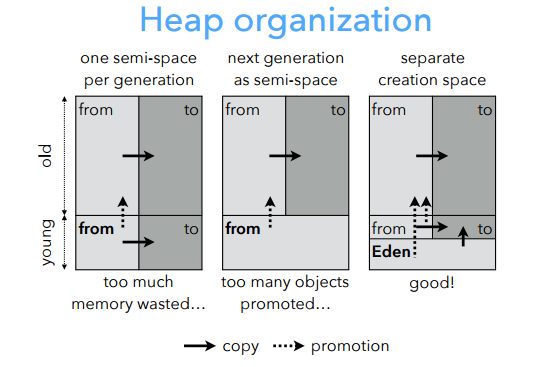 Heap organization
one semi-space
per generation
next generation
as semi-space
separate
creation space
old
young
from to
from to
from to
from to
from
from to
Eden
too much
memory wasted…
too many objects
promoted…
good!
copy promotion